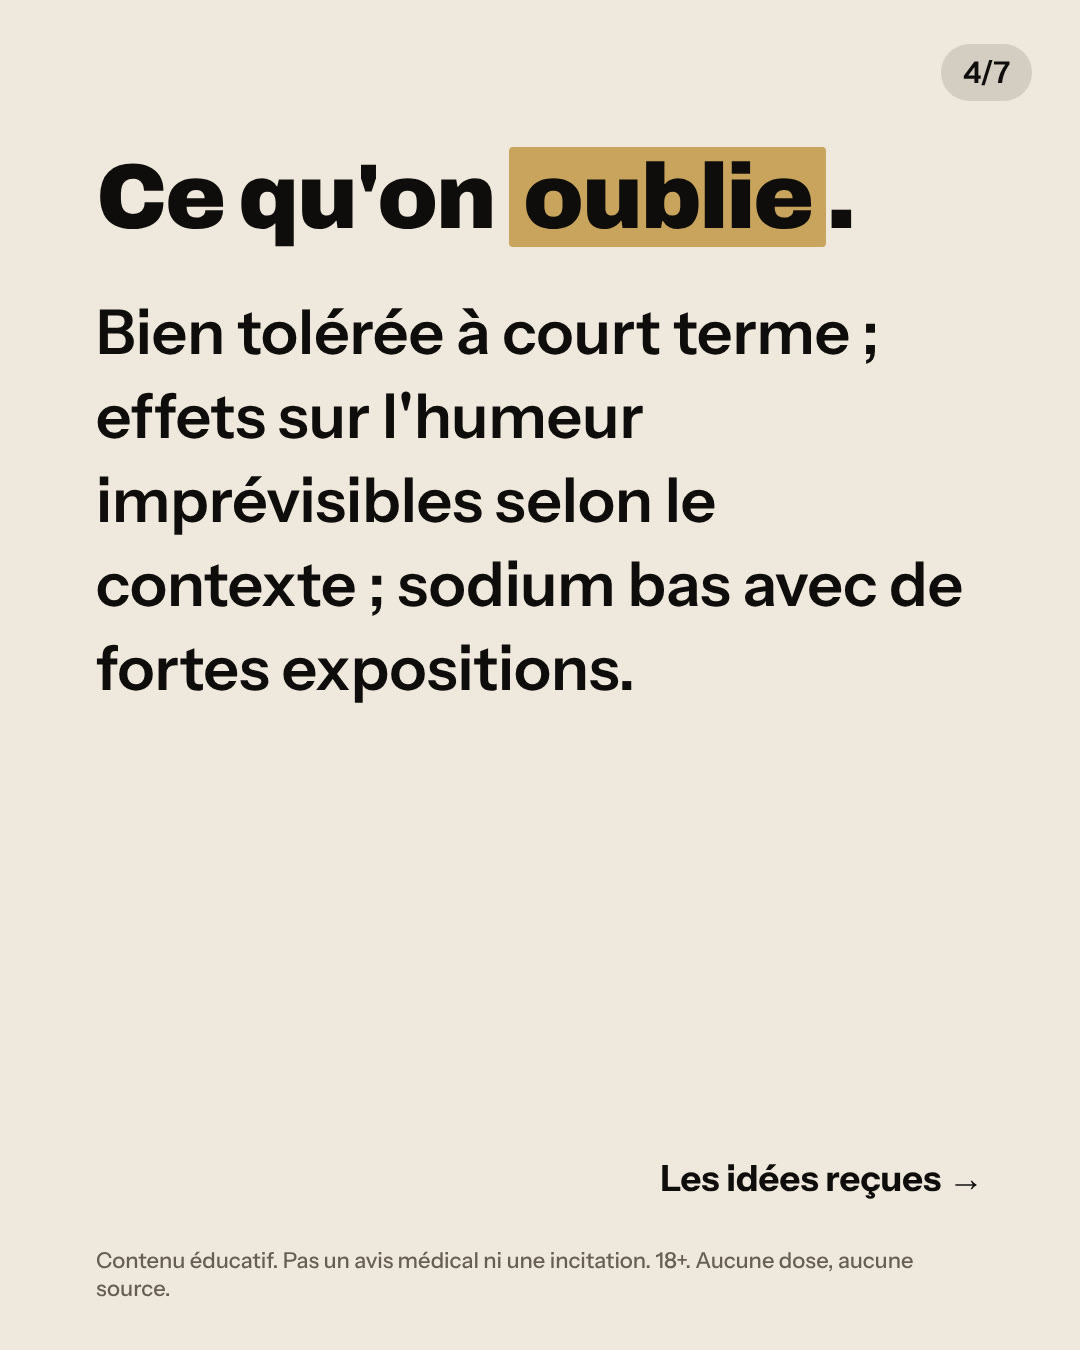 4/7
Ce qu'on oublie.
Bien tolérée à court terme ;
effets sur l'humeur
imprévisibles selon le
contexte ; sodium bas avec de
fortes expositions.
Les idées reçues →
Contenu éducatif. Pas un avis médical ni une incitation. 18+. Aucune dose, aucune
source.